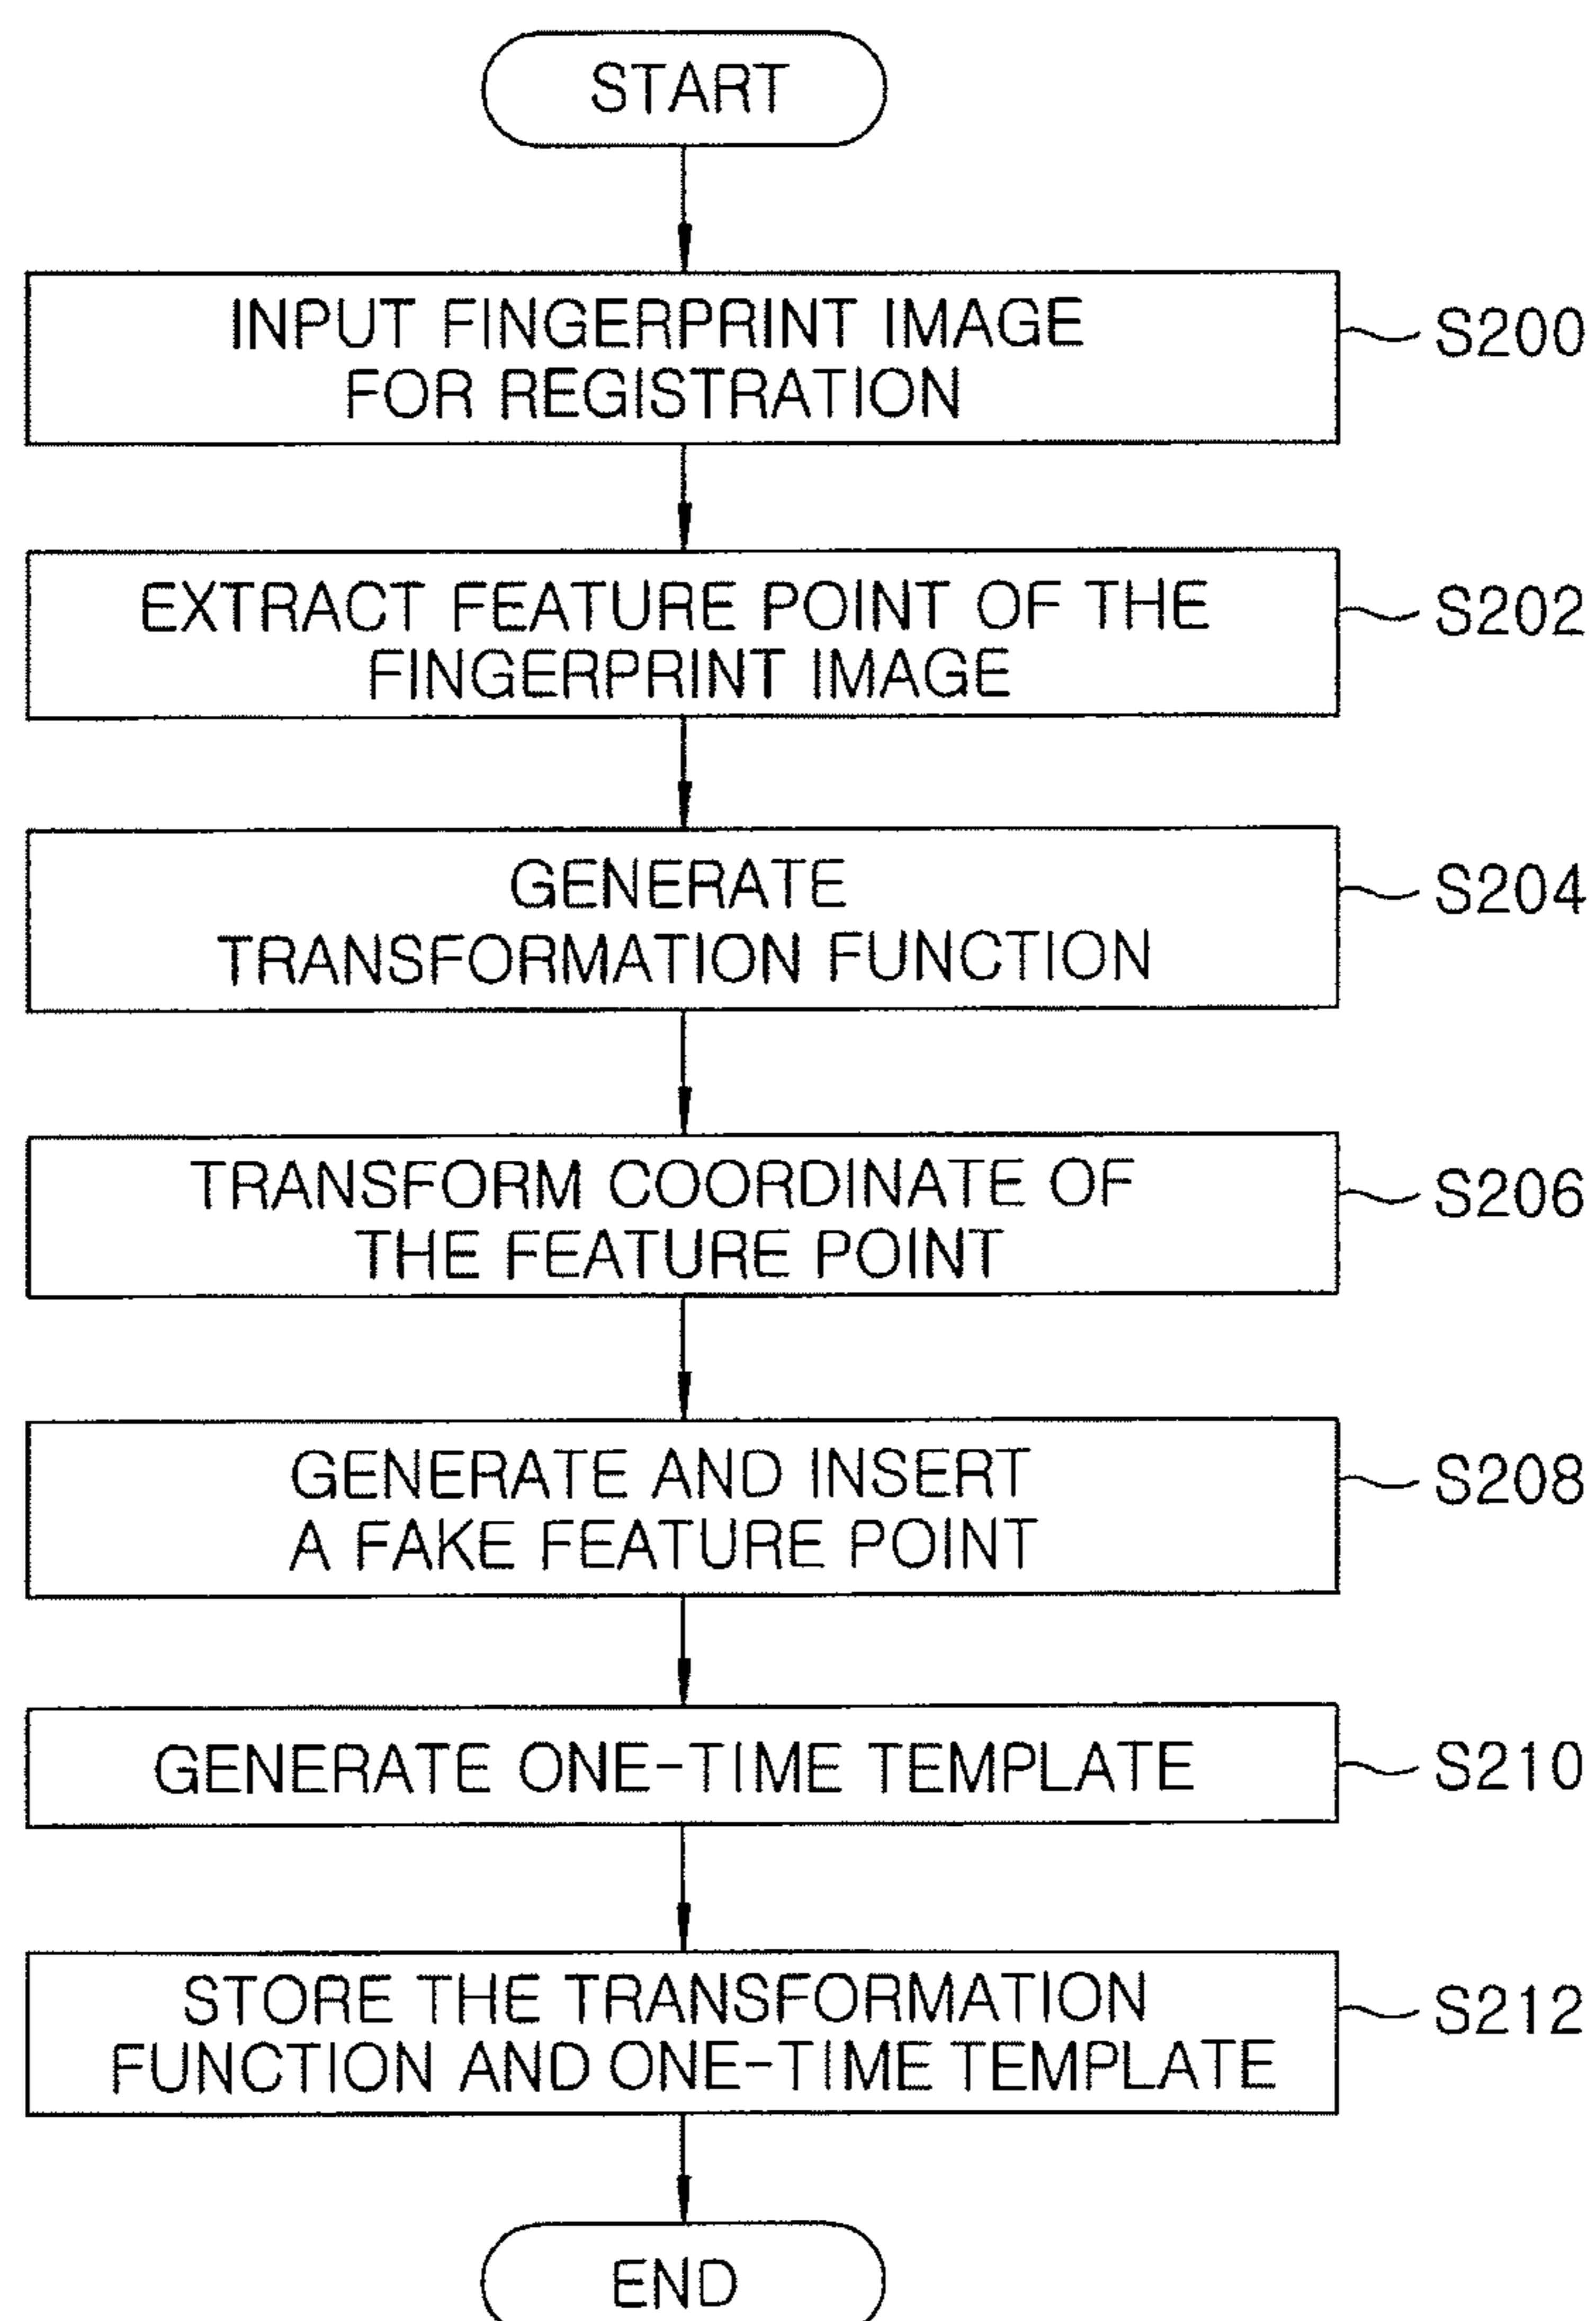 START
INPUT FINGERPRINT IMAGE
FOR REGISTRATION
S200
EXTRACT FEATURE POINT OF THE
FINGERPRINT IMAGE
S202
GENERATE
TRANSFORMATION FUNCTION
S204
TRANSFORM COORDINATE OF
THE FEATURE POINT
S206
GENERATE AND INSERT
A FAKE FEATURE POINT
S208
GENERATE ONE-TIME TEMPLATE
S210
STORE THE TRANSFORMATION
FUNCTION AND ONE-TIME TEMPLATE
S212
END